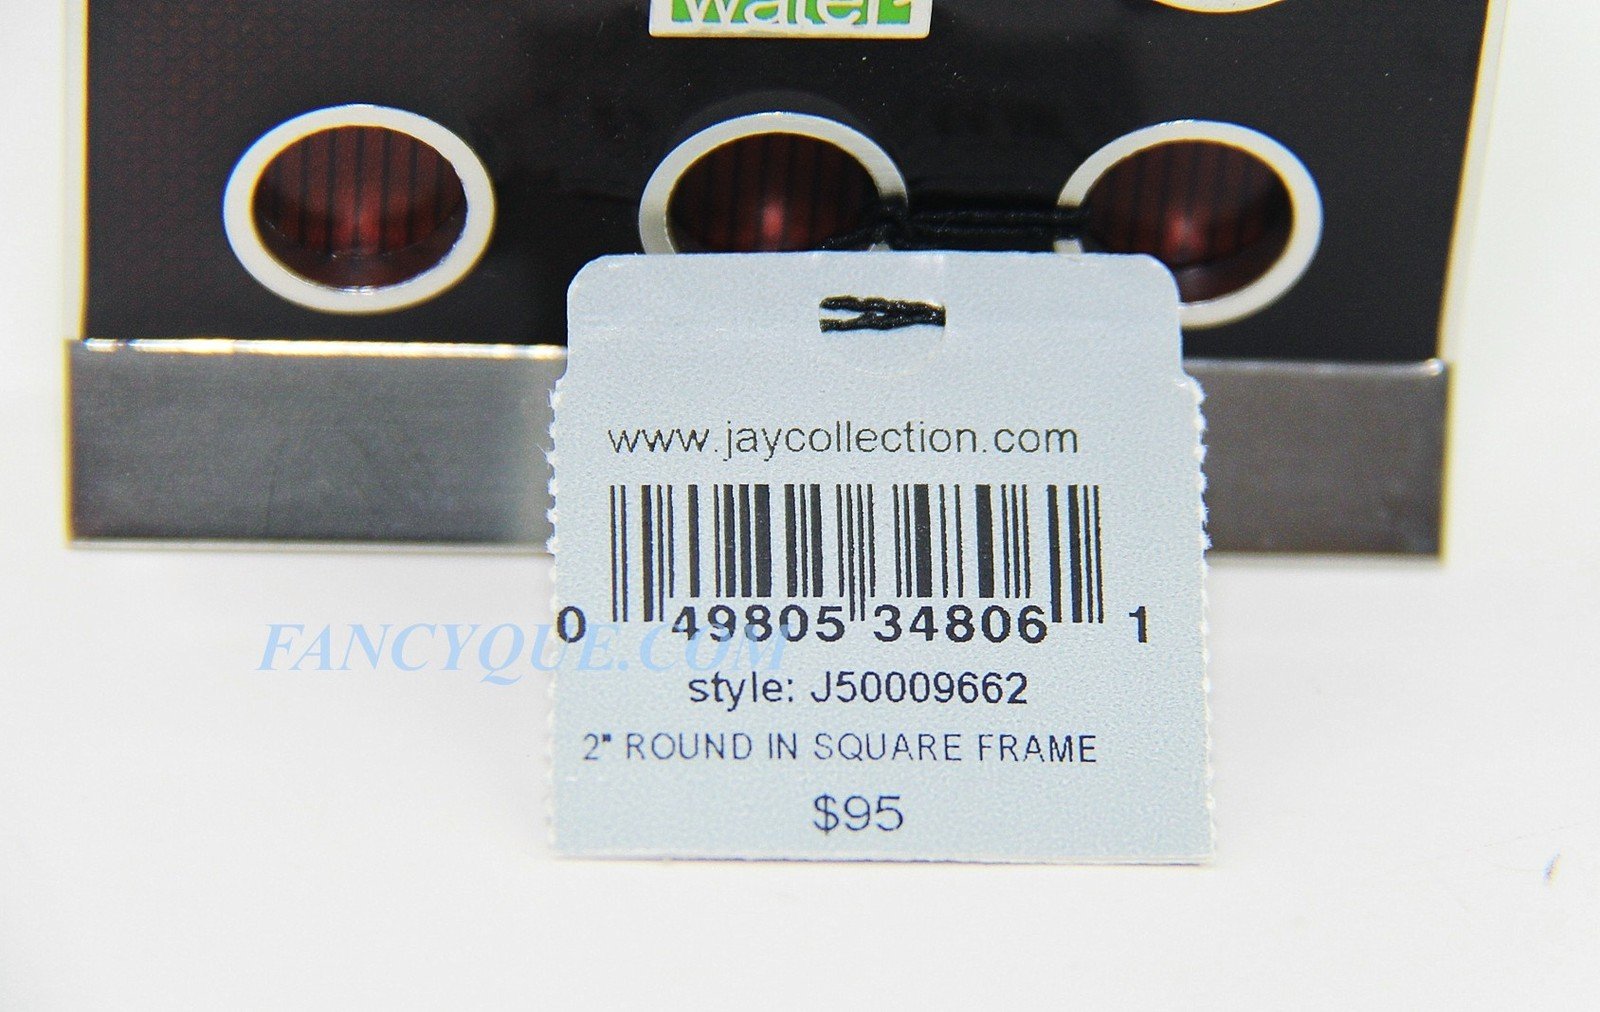 water
www.jaycollection.com
0 49805 34806 1
FANCYQUE.COM
style: J50009662
2" ROUND IN SQUARE FRAME
$95